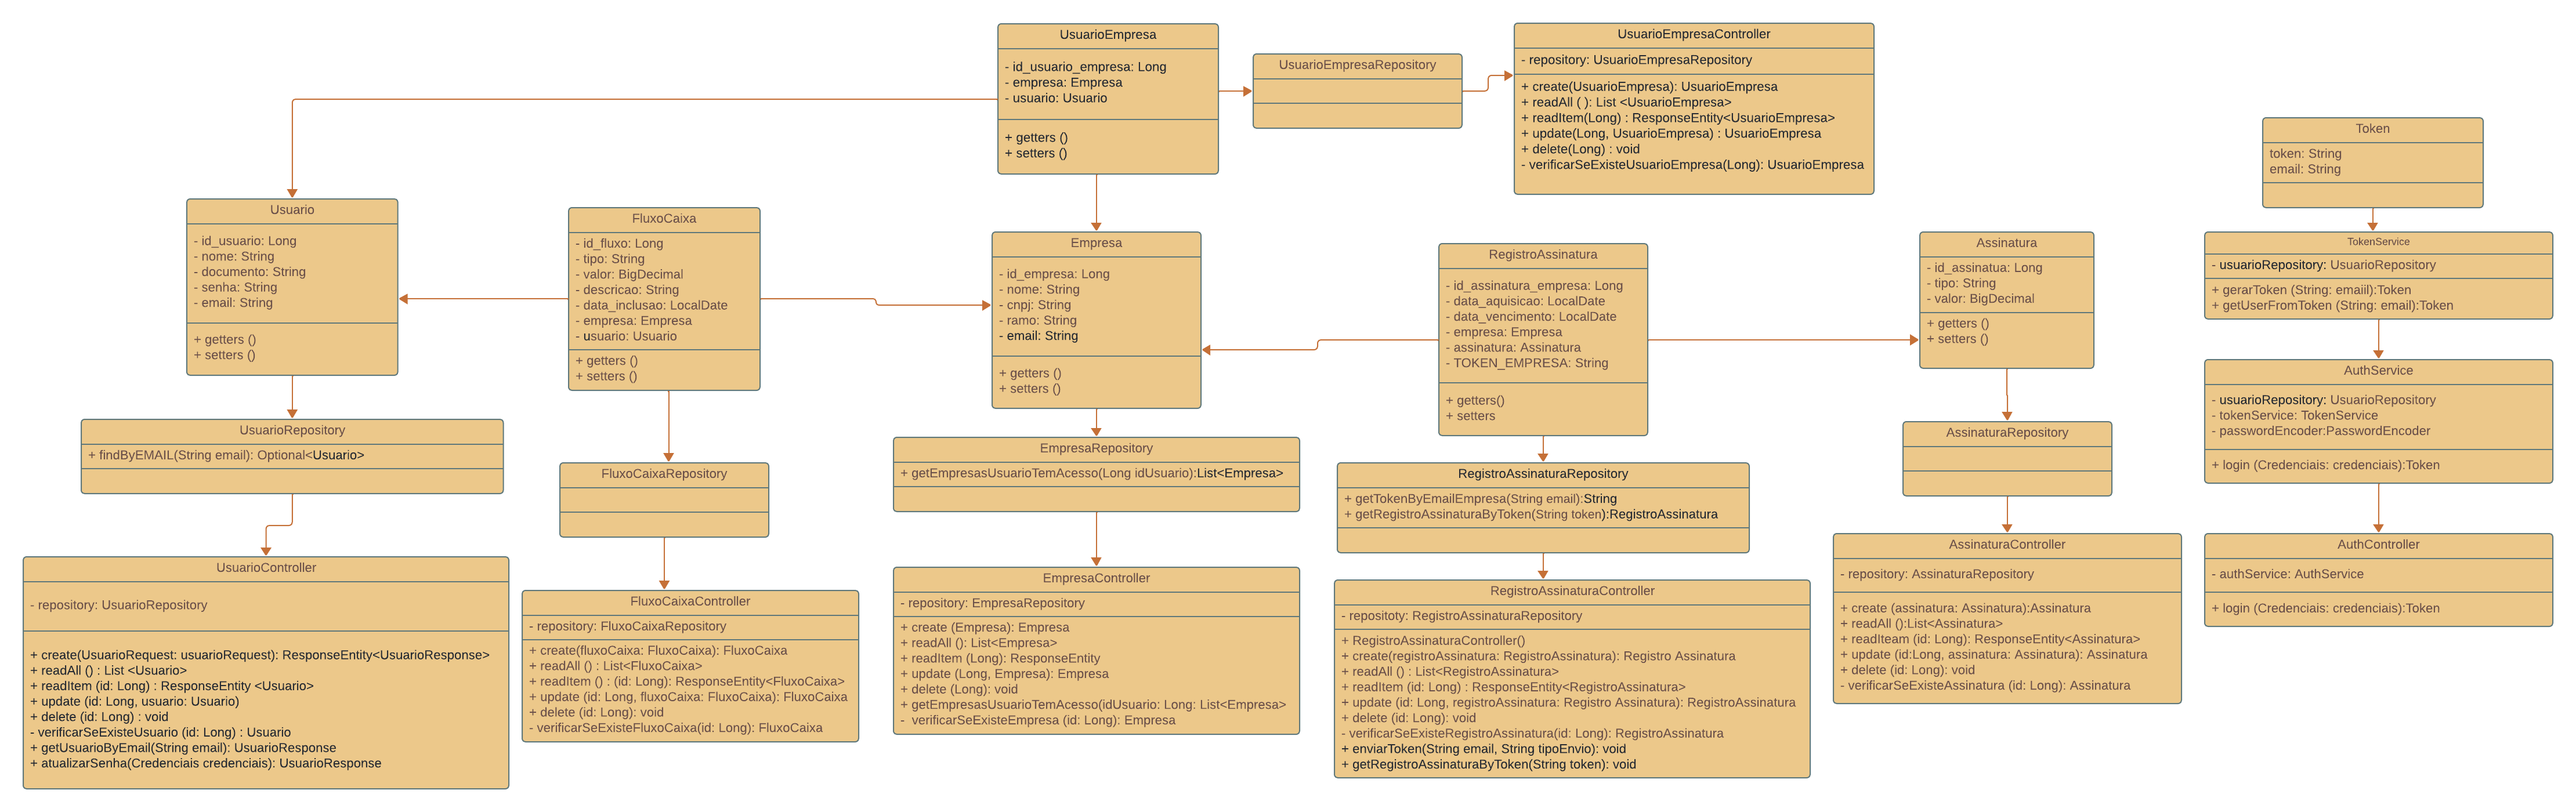 UsuarioEmpresa
- id_usuario_empresa: Long
- empresa: Empresa
- usuario: Usuario
+ getters ()
+ setters ()
UsuarioEmpresaRepository
UsuarioEmpresaController
- repository: UsuarioEmpresaRepository
+ create(UsuarioEmpresa): UsuarioEmpresa
+ readAll ( ): List <UsuarioEmpresa>
+ readItem(Long) : ResponseEntity<UsuarioEmpresa>
+ update(Long, UsuarioEmpresa) : UsuarioEmpresa
+ delete(Long) : void
- verificarSeExisteUsuarioEmpresa(Long): UsuarioEmpresa
Usuario
- id_usuario: Long
- nome: String
- documento: String
- senha: String
- email: String
+ getters ()
+ setters ()
UsuarioRepository
+ findByEMAIL(String email): Optional<Usuario>
UsuarioController
- repository: UsuarioRepository
+ create(UsuarioRequest: usuarioRequest): ResponseEntity<UsuarioResponse>
+ readAll () : List <Usuario>
+ readItem (id: Long) : ResponseEntity <Usuario>
+ update (id: Long, usuario: Usuario)
+ delete (id: Long) : void
- verificarSeExisteUsuario (id: Long) : Usuario
+ getUsuarioByEmail(String email): UsuarioResponse
+ atualizarSenha(Credenciais credenciais): UsuarioResponse
FluxoCaixa
- id_fluxo: Long
- tipo: String
- valor: BigDecimal
- descricao: String
- data_inclusao: LocalDate
- empresa: Empresa
- usuario: Usuario
+ getters ()
+ setters ()
FluxoCaixaRepository
FluxoCaixaController
- repository: FluxoCaixaRepository
+ create(fluxoCaixa: FluxoCaixa): FluxoCaixa
+ readAll () : List<FluxoCaixa>
+ readItem () : (id: Long): ResponseEntity<FluxoCaixa>
+ update (id: Long, fluxoCaixa: FluxoCaixa): FluxoCaixa
+ delete (id: Long): void
- verificarSeExisteFluxoCaixa(id: Long): FluxoCaixa
Empresa
- id_empresa: Long
- nome: String
- cnpj: String
- ramo: String
- email: String
+ getters ()
+ setters ()
EmpresaRepository
+ getEmpresasUsuarioTemAcesso(Long idUsuario):List<Empresa>
EmpresaController
- repository: EmpresaRepository
+ create (Empresa): Empresa
+ readAll (): List<Empresa>
+ readItem (Long): ResponseEntity
+ update (Long, Empresa): Empresa
+ delete (Long): void
+ getEmpresasUsuarioTemAcesso(idUsuario: Long: List<Empresa>
- verificarSeExisteEmpresa (id: Long): Empresa
RegistroAssinatura
- id_assinatura_empresa: Long
- data_aquisicao: LocalDate
- data_vencimento: LocalDate
- empresa: Empresa
- assinatura: Assinatura
- TOKEN_EMPRESA: String
+ getters()
+ setters
RegistroAssinaturaRepository
+ getTokenByEmailEmpresa(String email):String
+ getRegistroAssinaturaByToken(String token):RegistroAssinatura
RegistroAssinaturaController
- repositoty: RegistroAssinaturaRepository
+ RegistroAssinaturaController()
+ create(registroAssinatura: RegistroAssinatura): Registro Assinatura
+ readAll () : List<RegistroAssinatura>
+ readItem (id: Long) : ResponseEntity<RegistroAssinatura>
+ update (id: Long, registroAssinatura: Registro Assinatura): RegistroAssinatura
+ delete (id: Long): void
- verificarSeExisteRegistroAssinatura(id: Long): RegistroAssinatura
+ enviarToken(String email, String tipoEnvio): void
+ getRegistroAssinaturaByToken(String token): void
Assinatura
- id_assinatua: Long
- tipo: String
- valor: BigDecimal
+ getters ()
+ setters ()
AssinaturaRepository
AssinaturaController
- repository: AssinaturaRepository
+ create (assinatura: Assinatura):Assinatura
+ readAll ():List<Assinatura>
+ readIteam (id: Long): ResponseEntity<Assinatura>
+ update (id:Long, assinatura: Assinatura): Assinatura
+ delete (id: Long): void
- verificarSeExisteAssinatura (id: Long): Assinatura
Token
token: String
email: String
TokenService
- usuarioRepository: UsuarioRepository
+ gerarToken (String: emaiil):Token
+ getUserFromToken (String: email):Token
AuthService
- usuarioRepository: UsuarioRepository
- tokenService: TokenService
- passwordEncoder:PasswordEncoder
+ login (Credenciais: credenciais):Token
AuthController
- authService: AuthService
+ login (Credenciais: credenciais):Token